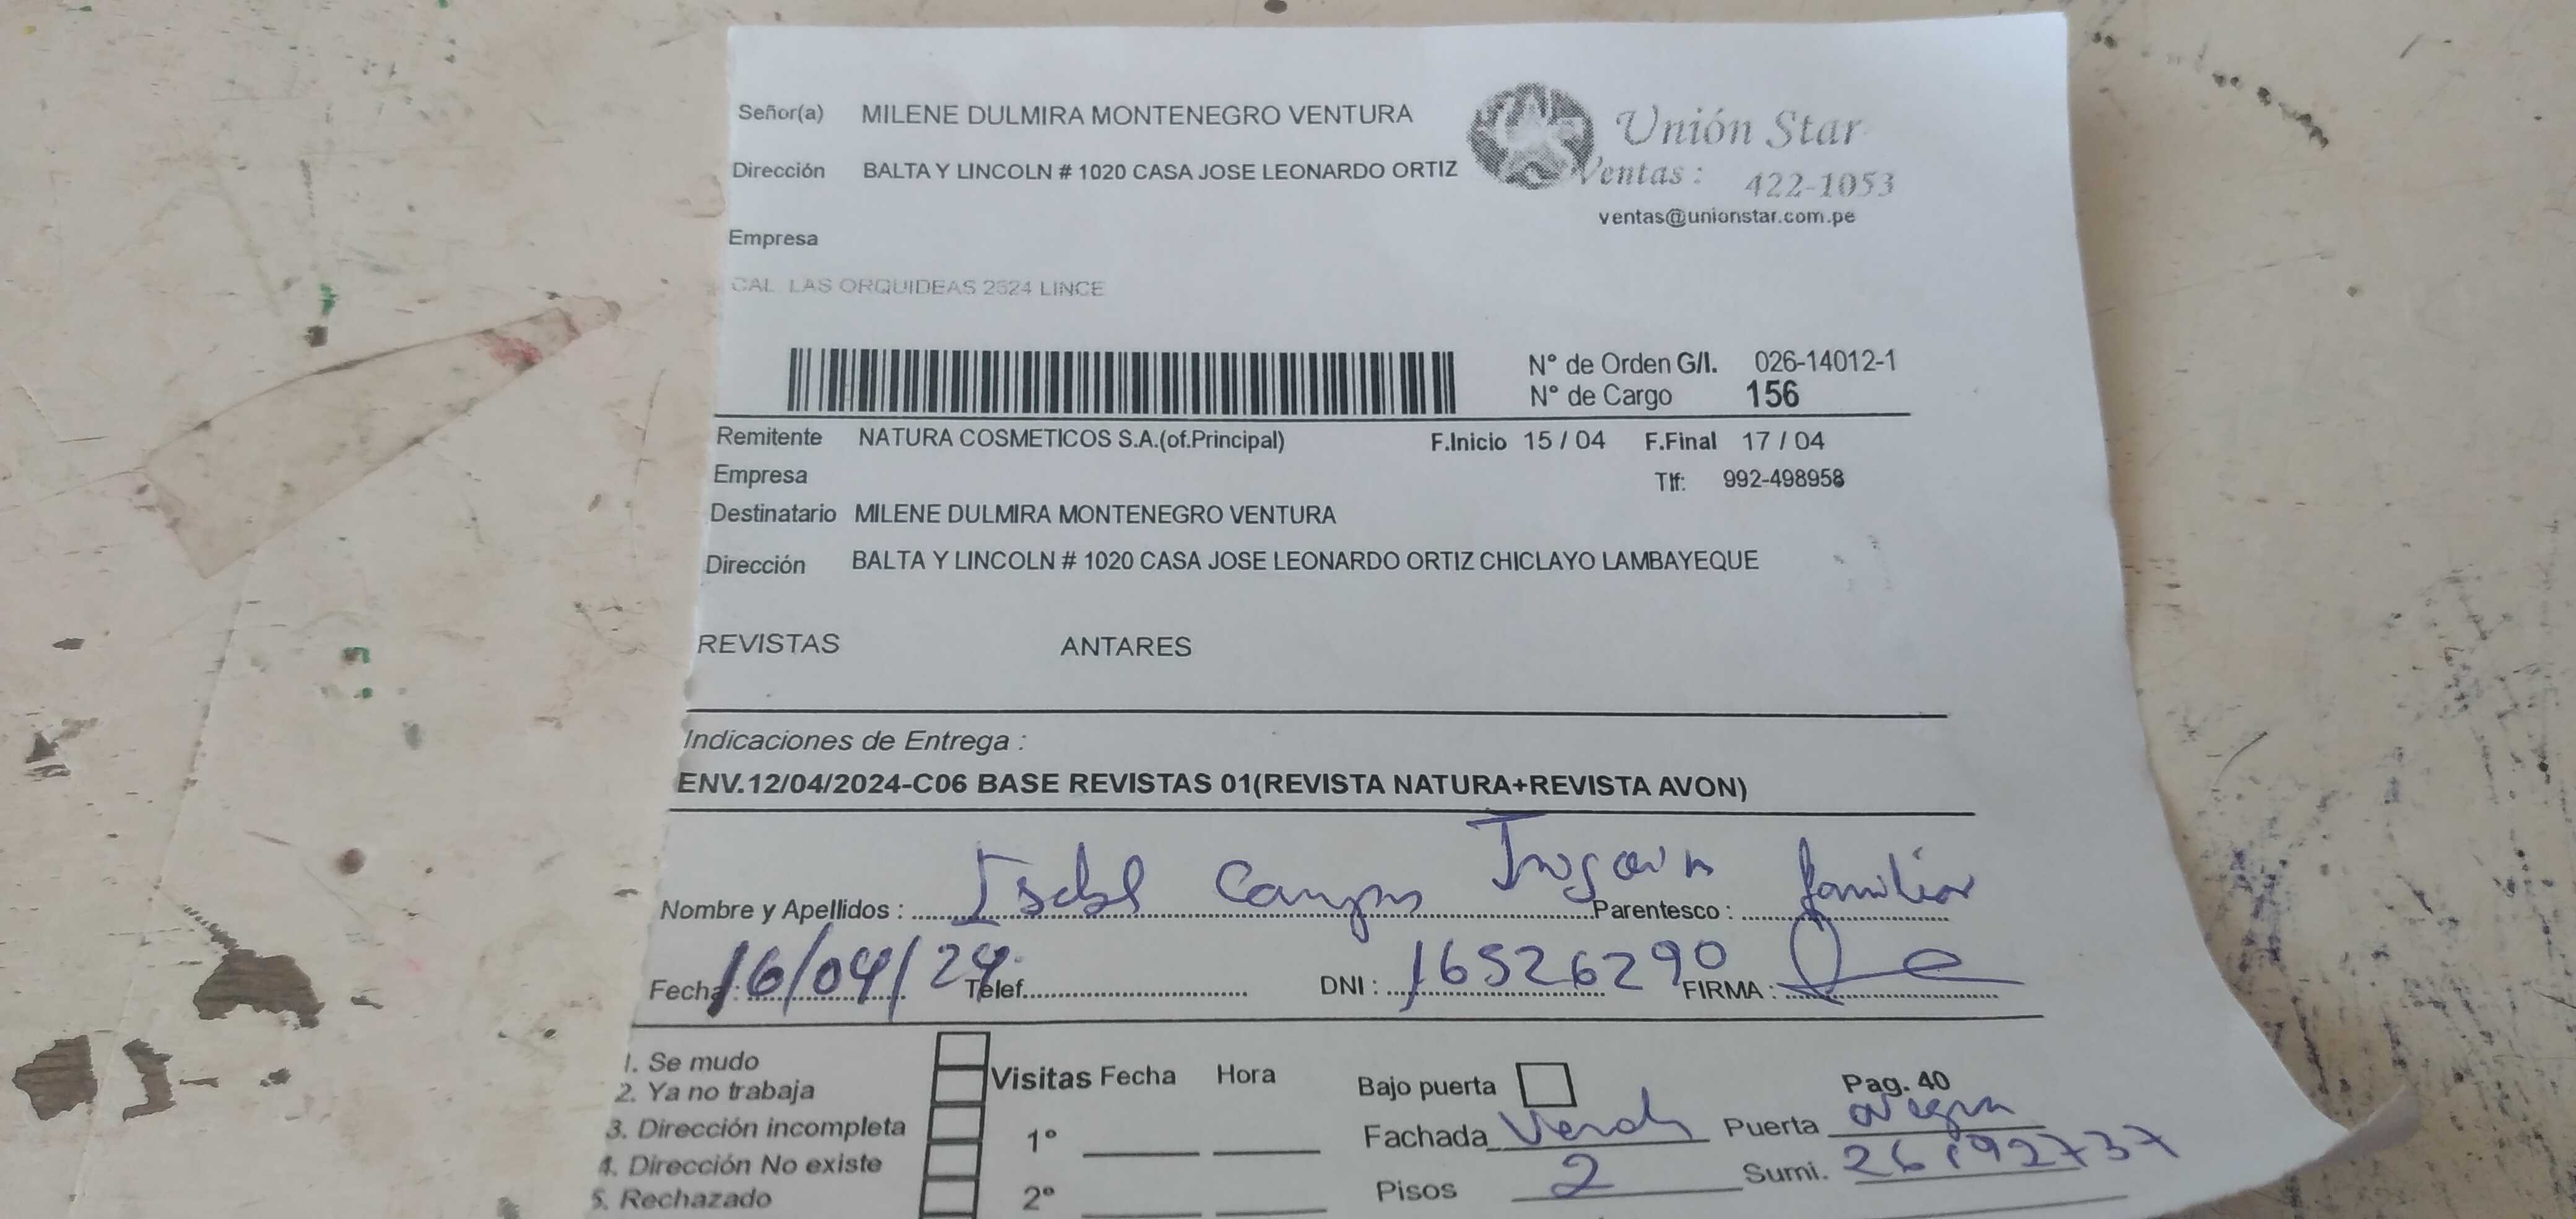 Señor(a) MILENE DULMIRA MONTENEGRO VENTURA
Unión Star
Dirección BALTA Y LINCOLN # 1020 CASA JOSE LEONARDO ORTIZ
Ventas : 422-1053
ventas@unionstar.com.pe
Empresa
CAL LAS ORQUIDEAS 2624 LINCE
N° de Orden G/I. 026-14012-1
N° de Cargo 156
Remitente NATURA COSMETICOS S.A.(of.Principal) F.Inicio 15 / 04 F.Final 17 / 04
Empresa Tlf: 992-498958
Destinatario MILENE DULMIRA MONTENEGRO VENTURA
Dirección BALTA Y LINCOLN # 1020 CASA JOSE LEONARDO ORTIZ CHICLAYO LAMBAYEQUE
REVISTAS ANTARES
Indicaciones de Entrega :
ENV.12/04/2024-C06 BASE REVISTAS 01(REVISTA NATURA+REVISTA AVON)
Nombre y Apellidos : Isabel Campos Parentesco : familiar
Fecha : 16/04/24 Telef. DNI : 16526290 FIRMA :
1. Se mudo
2. Ya no trabaja
3. Dirección incompleta
4. Dirección No existe
5. Rechazado
Visitas Fecha Hora
1°
2°
Bajo puerta Pag. 40
Fachada Verde Puerta Negra
Pisos 2 Sumi.